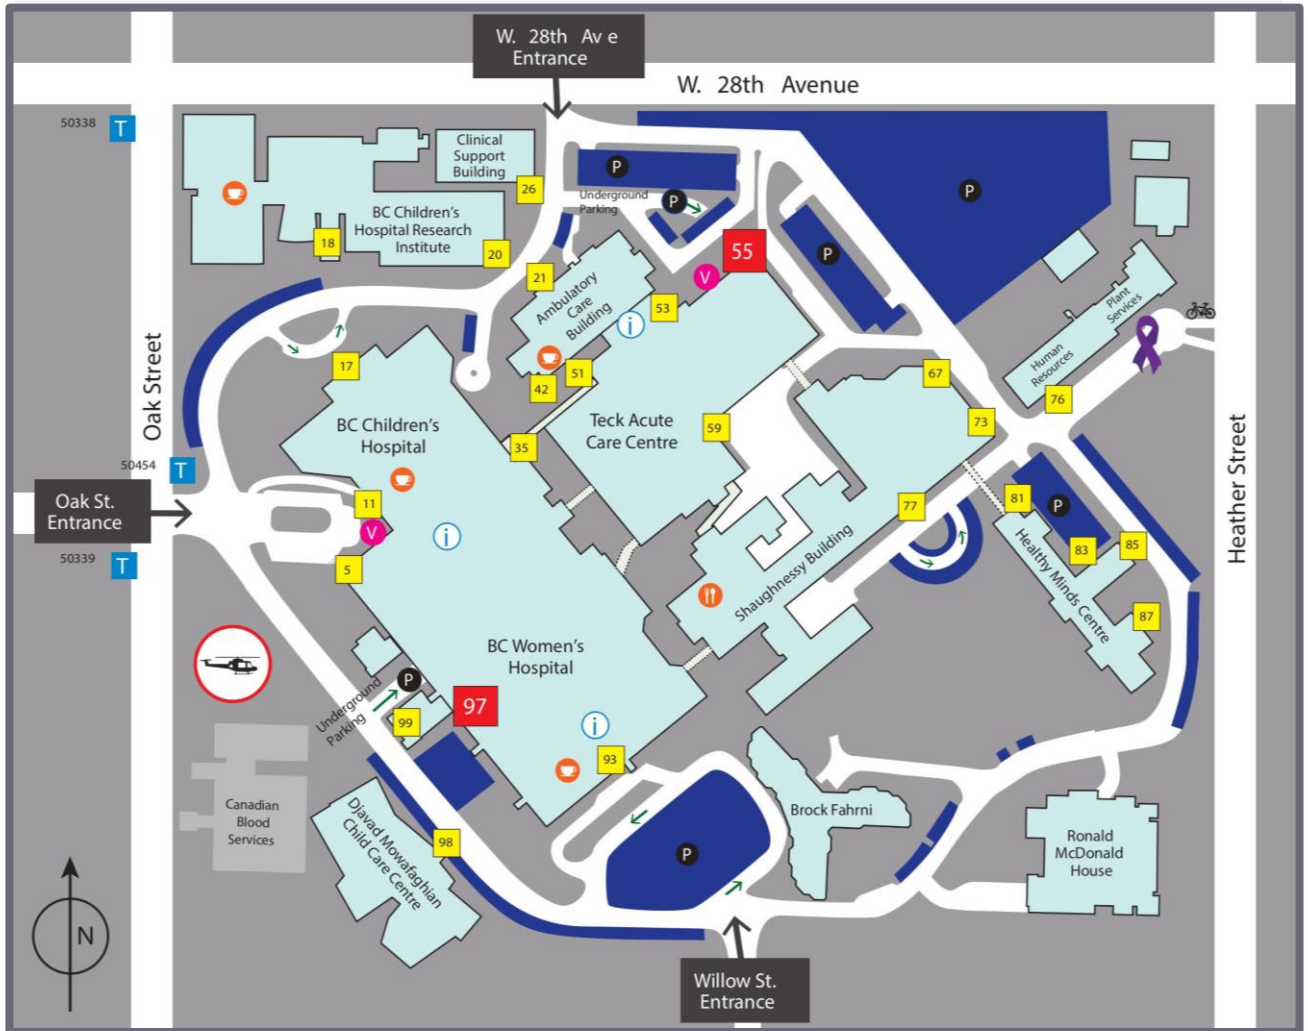 W. 28th Av e
Entrance
W. 28th Avenue
50338
T
Clinical
Support
Building
26
P
P
Underground
Parking
P
BC Children's
Hospital Research
Institute
18
20
21
55
V
P
Ambulatory
Care
Building
53
i
Plant
Services
Human
Resources
Oak Street
17
51
42
67
76
BC Children's
Hospital
Teck Acute
Care Centre
59
73
35
50454
T
Heather Street
Oak St.
Entrance
11
V
i
77
81
P
50339
T
5
83
85
Healthy Minds Centre
Shaughnessy Building
87
BC Women's
Hospital
P
Underground
Parking
97
99
i
93
Canadian
Blood
Services
Djavad Mowafaghian
Child Care Centre
98
P
Brock Fahrni
Ronald
McDonald
House
N
Willow St.
Entrance